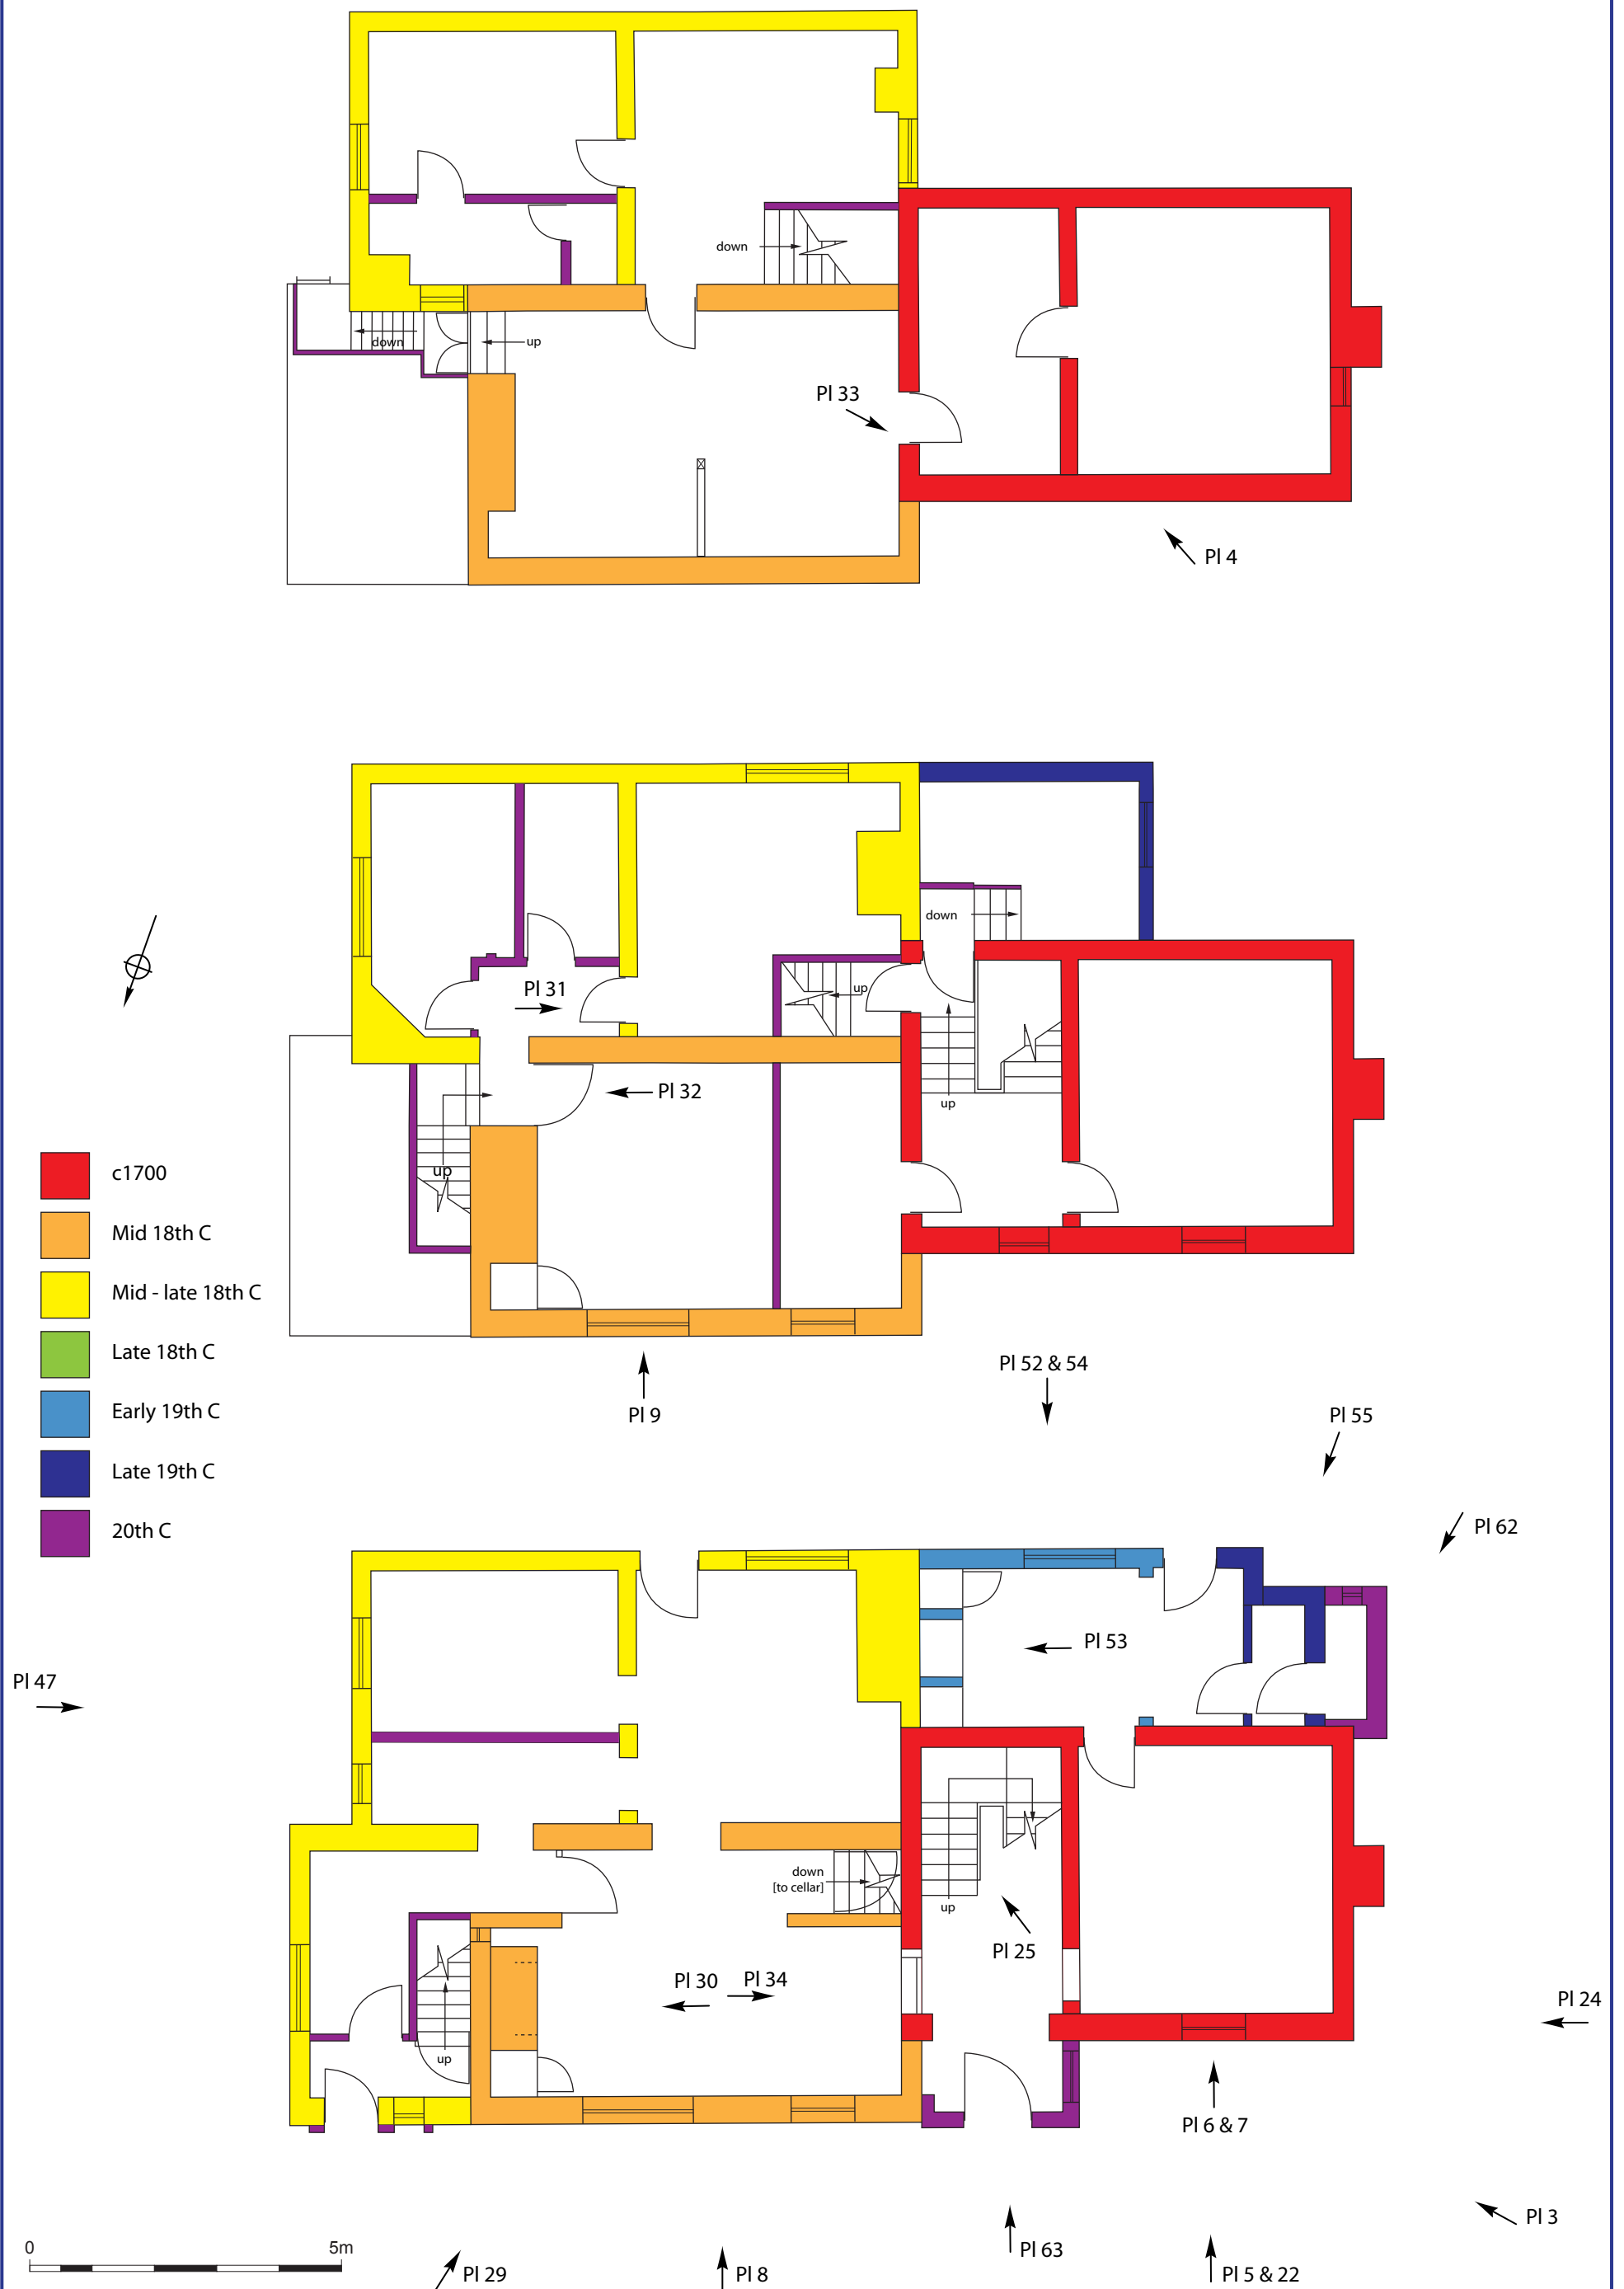 down
down
up
Pl 33
Pl 4
down
up
Pl 31
Pl 32
up
up
c1700
Mid 18th C
Mid - late 18th C
Late 18th C
Early 19th C
Late 19th C
20th C
Pl 9
Pl 52 & 54
Pl 55
Pl 62
Pl 53
Pl 47
down
[to cellar]
up
Pl 25
Pl 30
Pl 34
Pl 24
up
Pl 6 & 7
Pl 3
0
5m
Pl 29
Pl 8
Pl 63
Pl 5 & 22